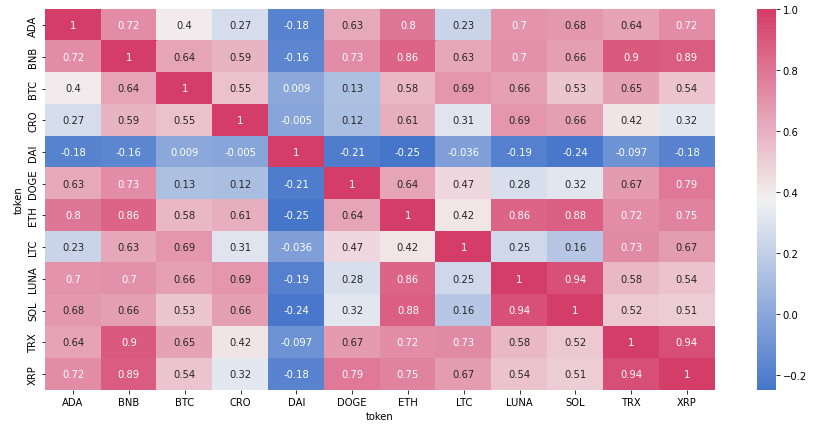 ADA 1 0.72 0.4 0.27 -0.18 0.63 0.8 0.23 0.7 0.68 0.64 0.72
BNB 0.72 1 0.64 0.59 -0.16 0.73 0.86 0.63 0.7 0.66 0.9 0.89
BTC 0.4 0.64 1 0.55 0.009 0.13 0.58 0.69 0.66 0.53 0.65 0.54
CRO 0.27 0.59 0.55 1 -0.005 0.12 0.61 0.31 0.69 0.66 0.42 0.32
DAI -0.18 -0.16 0.009 -0.005 1 -0.21 -0.25 -0.036 -0.19 -0.24 -0.097 -0.18
DOGE 0.63 0.73 0.13 0.12 -0.21 1 0.64 0.47 0.28 0.32 0.67 0.79
ETH 0.8 0.86 0.58 0.61 -0.25 0.64 1 0.42 0.86 0.88 0.72 0.75
LTC 0.23 0.63 0.69 0.31 -0.036 0.47 0.42 1 0.25 0.16 0.73 0.67
LUNA 0.7 0.7 0.66 0.69 -0.19 0.28 0.86 0.25 1 0.94 0.58 0.54
SOL 0.68 0.66 0.53 0.66 -0.24 0.32 0.88 0.16 0.94 1 0.52 0.51
TRX 0.64 0.9 0.65 0.42 -0.097 0.67 0.72 0.73 0.58 0.52 1 0.94
XRP 0.72 0.89 0.54 0.32 -0.18 0.79 0.75 0.67 0.54 0.51 0.94 1
ADA BNB BTC CRO DAI DOGE ETH LTC LUNA SOL TRX XRP
token
token
1.0
0.8
0.6
0.4
0.2
0.0
−0.2